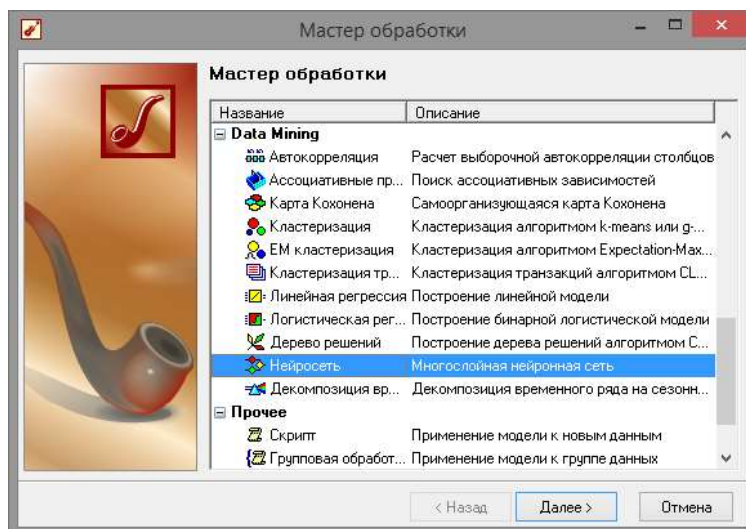 Мастер обработки
Мастер обработки
Название Описание
Data Mining
Автокорреляция Расчет выборочной автокорреляции столбцов
Ассоциативные пр... Поиск ассоциативных зависимостей
Карта Кохонена Самоорганизующаяся карта Кохонена
Кластеризация Кластеризация алгоритмом k-means или g-...
EM кластеризация Кластеризация алгоритмом Expectation-Max...
Кластеризация тр... Кластеризация транзакций алгоритмом CL...
Линейная регрессия Построение линейной модели
Логистическая рег... Построение бинарной логистической модели
Дерево решений Построение дерева решений алгоритмом C...
Нейросеть Многослойная нейронная сеть
Декомпозиция вр... Декомпозиция временного ряда на сезонн...
Прочее
Скрипт Применение модели к новым данным
Групповая обработ... Применение модели к группе данных
< Назад Далее > Отмена